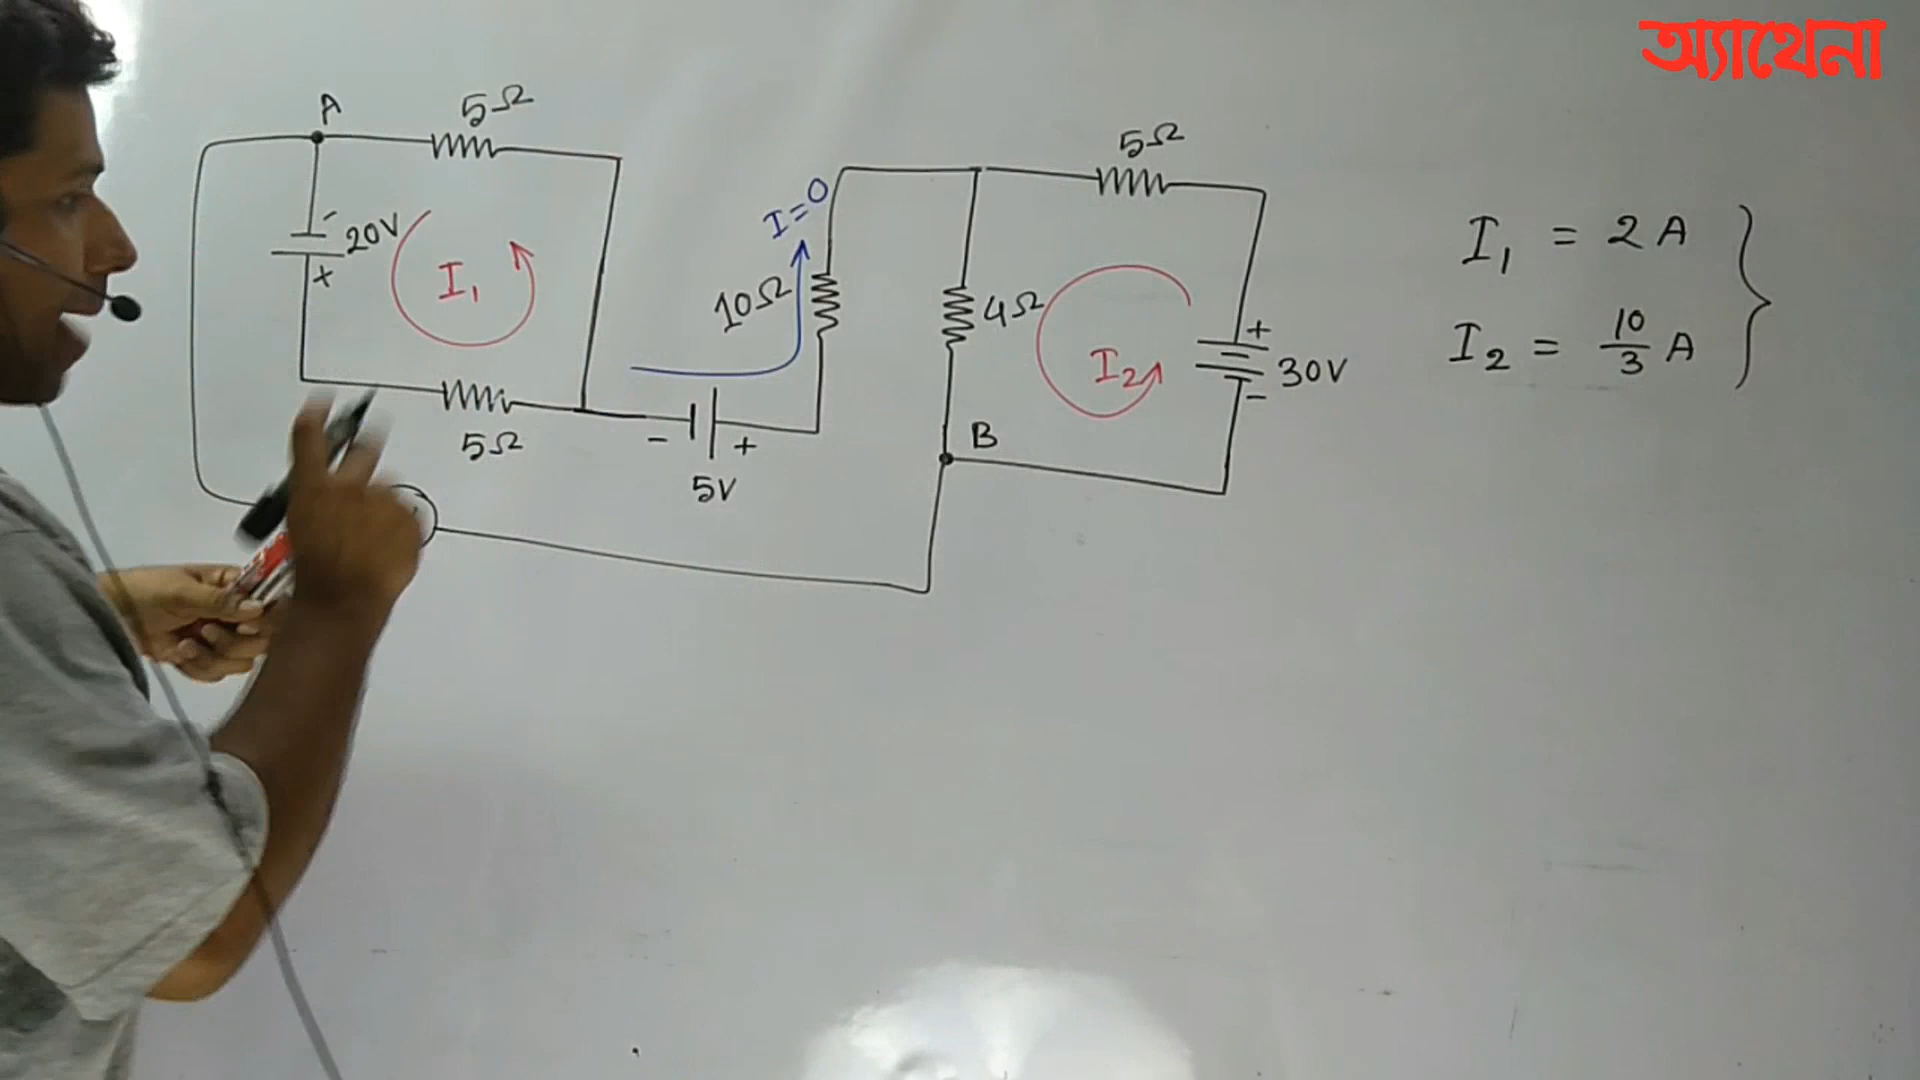 অ্যাথেনা
A
5Ω
5Ω
I=0
-
20V
+
I₁
10Ω
4Ω
I₂
+
30V
-
I₁ = 2 A
I₂ = 10/3 A
5Ω
-
+
5V
B